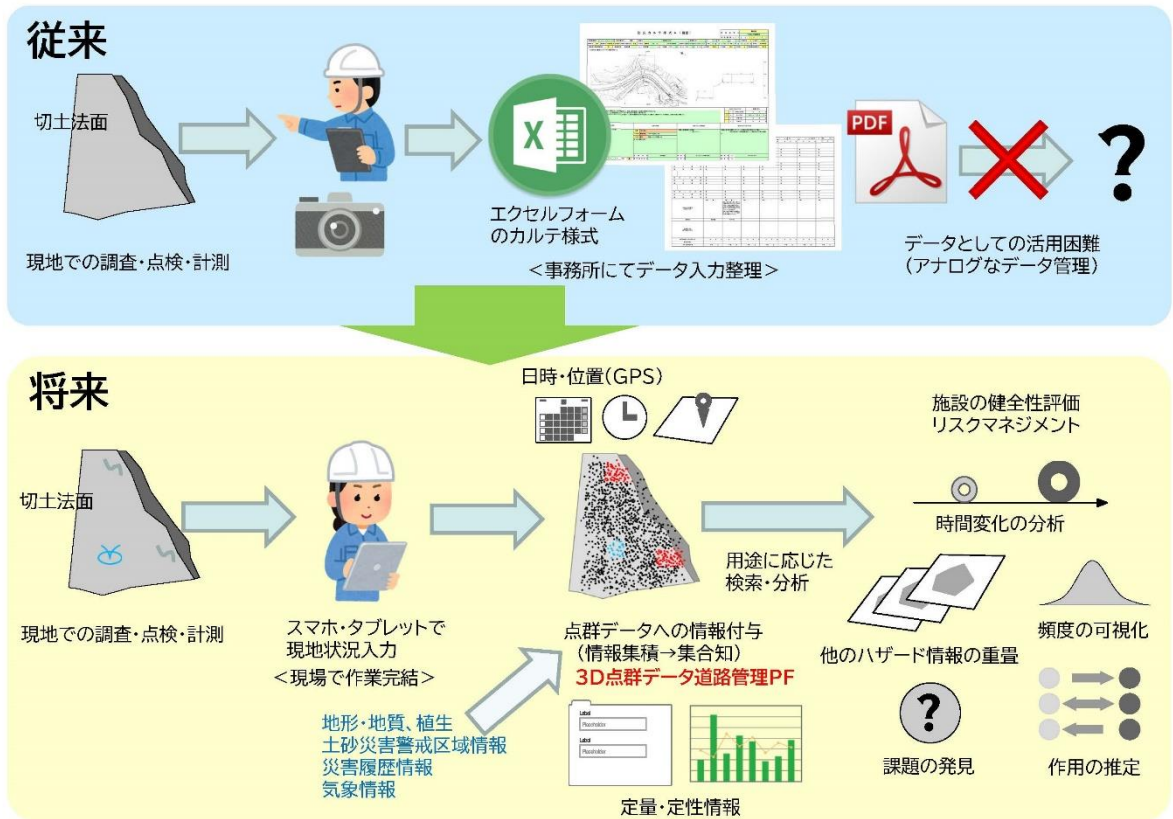 従来
切土法面
現地での調査・点検・計測
X
エクセルフォーム
のカルテ様式
<事務所にてデータ入力整理>
PDF
?
データとしての活用困難
(アナログなデータ管理)
将来
切土法面
現地での調査・点検・計測
スマホ・タブレットで
現地状況入力
<現場で作業完結>
地形・地質、植生
土砂災害警戒区域情報
災害履歴情報
気象情報
日時・位置(GPS)
点群データへの情報付与
(情報集積→集合知)
3D点群データ道路管理PF
Label
Placeholder
Label
Placeholder
定量・定性情報
用途に応じた
検索・分析
施設の健全性評価
リスクマネジメント
時間変化の分析
他のハザード情報の重畳
頻度の可視化
?
課題の発見
作用の推定